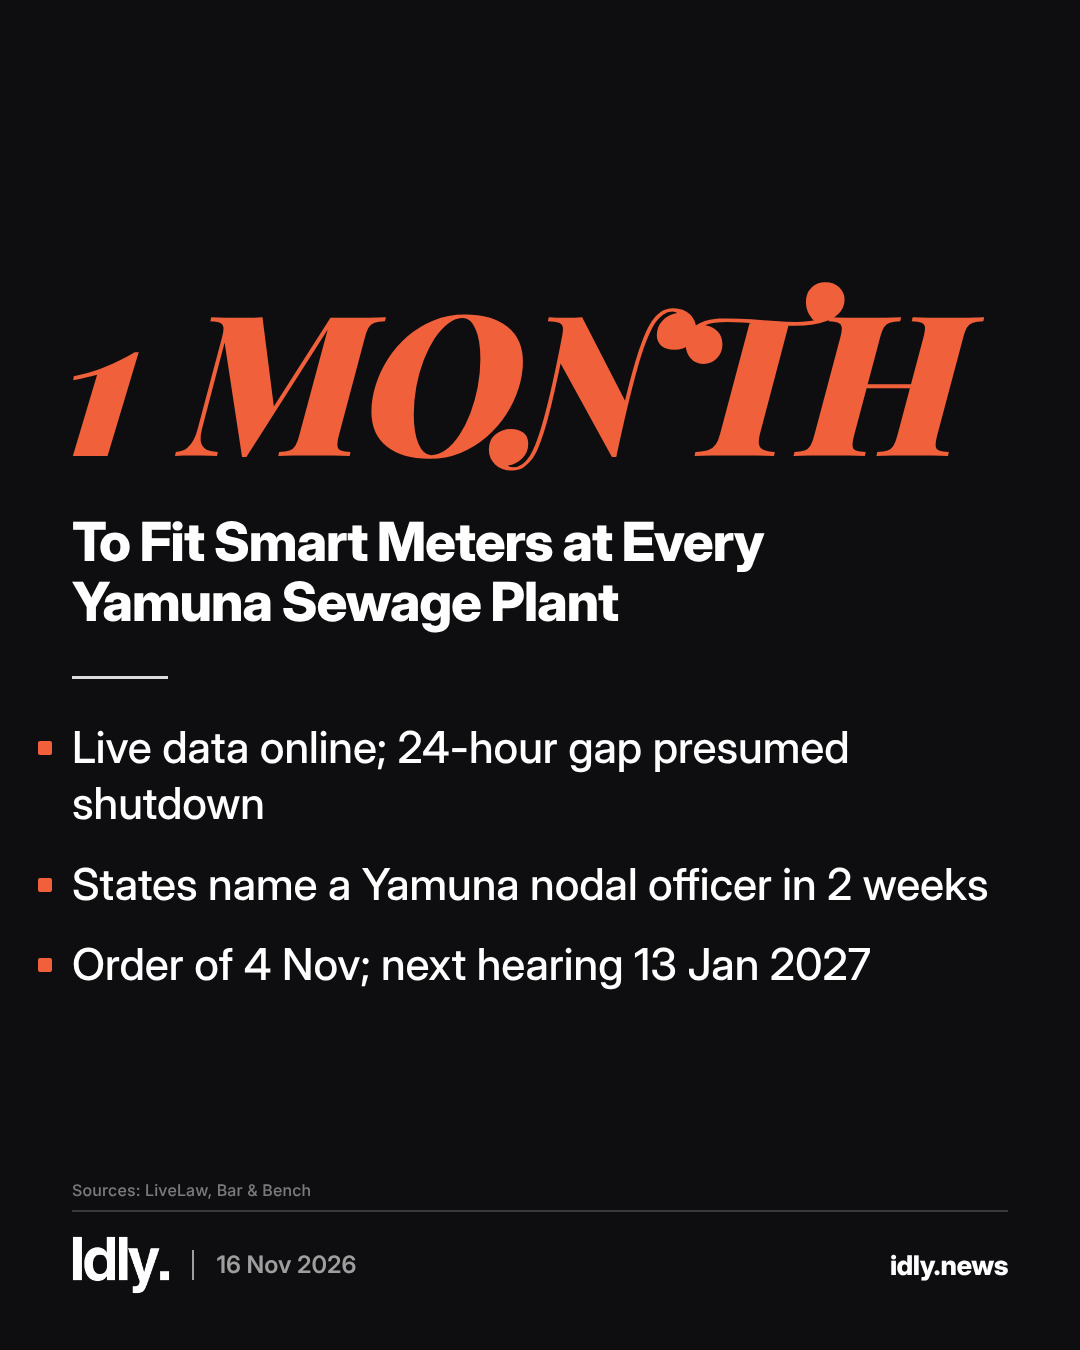 1 MONTH
To Fit Smart Meters at Every
Yamuna Sewage Plant
Live data online; 24-hour gap presumed
shutdown
States name a Yamuna nodal officer in 2 weeks
Order of 4 Nov; next hearing 13 Jan 2027
Sources: LiveLaw, Bar & Bench
Idly. | 16 Nov 2026
idly.news